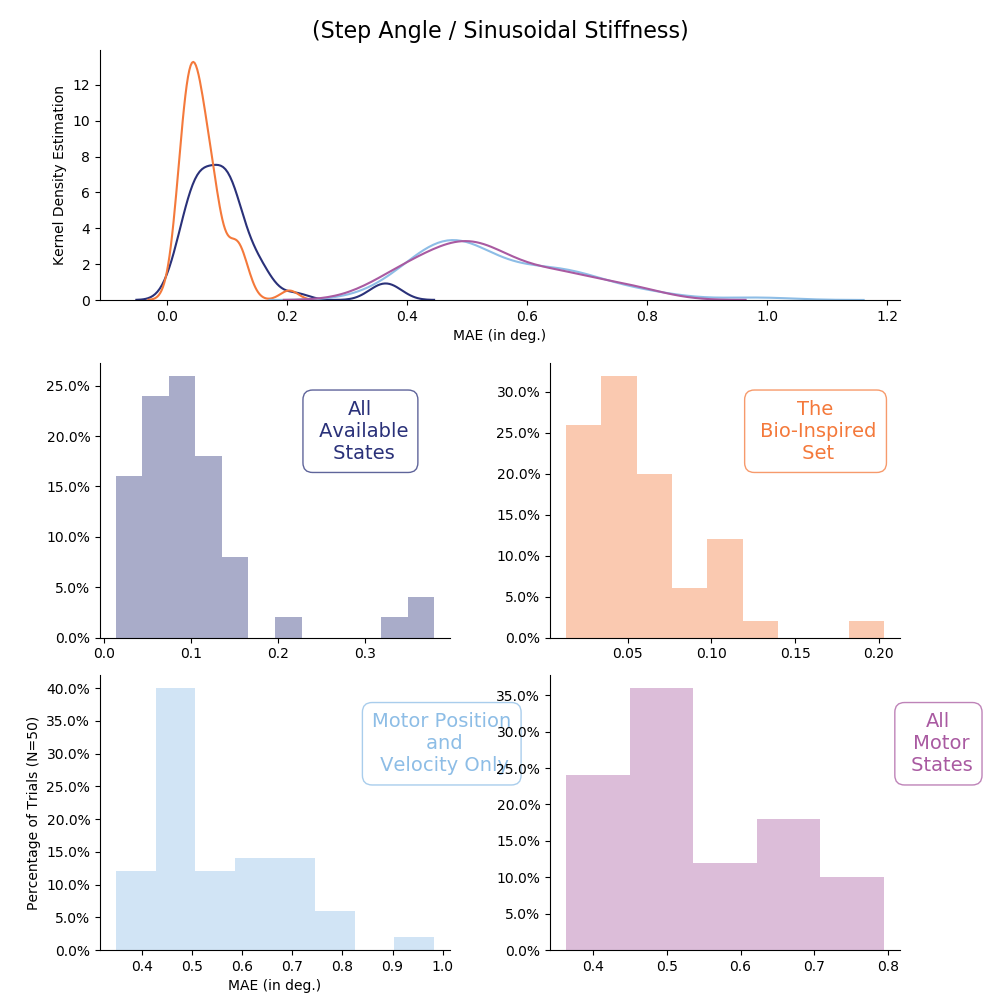 (Step Angle / Sinusoidal Stiffness)
Kernel Density Estimation
12
10
8
6
4
2
0
0.0 0.2 0.4 0.6 0.8 1.0 1.2
MAE (in deg.)
25.0%
20.0%
15.0%
10.0%
5.0%
0.0%
0.0 0.1 0.2 0.3
All
Available
States
30.0%
25.0%
20.0%
15.0%
10.0%
5.0%
0.0%
0.05 0.10 0.15 0.20
The
Bio-Inspired
Set
Percentage of Trials (N=50)
40.0%
35.0%
30.0%
25.0%
20.0%
15.0%
10.0%
5.0%
0.0%
0.4 0.5 0.6 0.7 0.8 0.9 1.0
MAE (in deg.)
Motor Position
and
Velocity Only
35.0%
30.0%
25.0%
20.0%
15.0%
10.0%
5.0%
0.0%
0.4 0.5 0.6 0.7 0.8
All
Motor
States